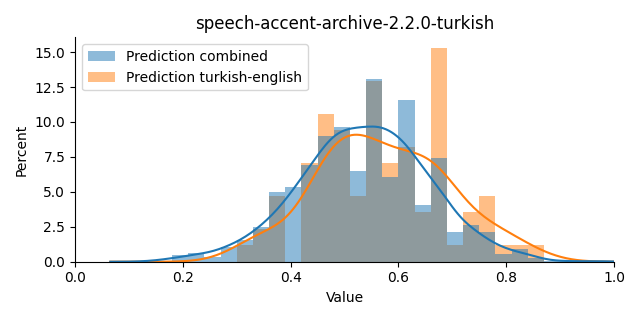 speech-accent-archive-2.2.0-turkish
Prediction combined
Prediction turkish-english
Percent
15.0
12.5
10.0
7.5
5.0
2.5
0.0
0.0 0.2 0.4 0.6 0.8 1.0
Value